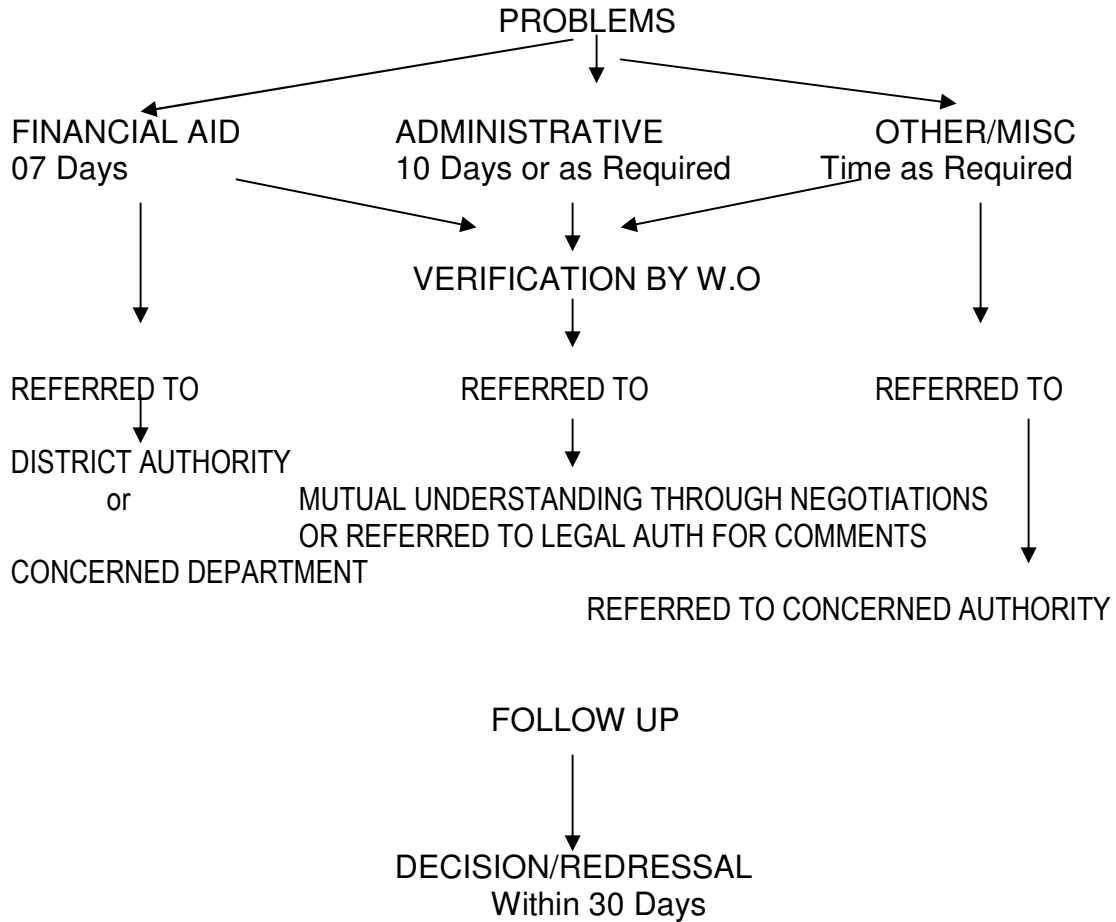 PROBLEMS
FINANCIAL AID
07 Days
ADMINISTRATIVE
10 Days or as Required
OTHER/MISC
Time as Required
VERIFICATION BY W.O
REFERRED TO
REFERRED TO
REFERRED TO
DISTRICT AUTHORITY
or
CONCERNED DEPARTMENT
MUTUAL UNDERSTANDING THROUGH NEGOTIATIONS
OR REFERRED TO LEGAL AUTH FOR COMMENTS
REFERRED TO CONCERNED AUTHORITY
FOLLOW UP
DECISION/REDRESSAL
Within 30 Days